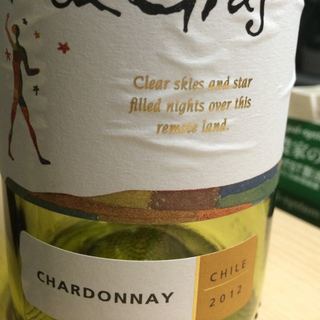 Clear skies and star
filled nights over this
remote land.
CHARDONNAY
CHILE
2012